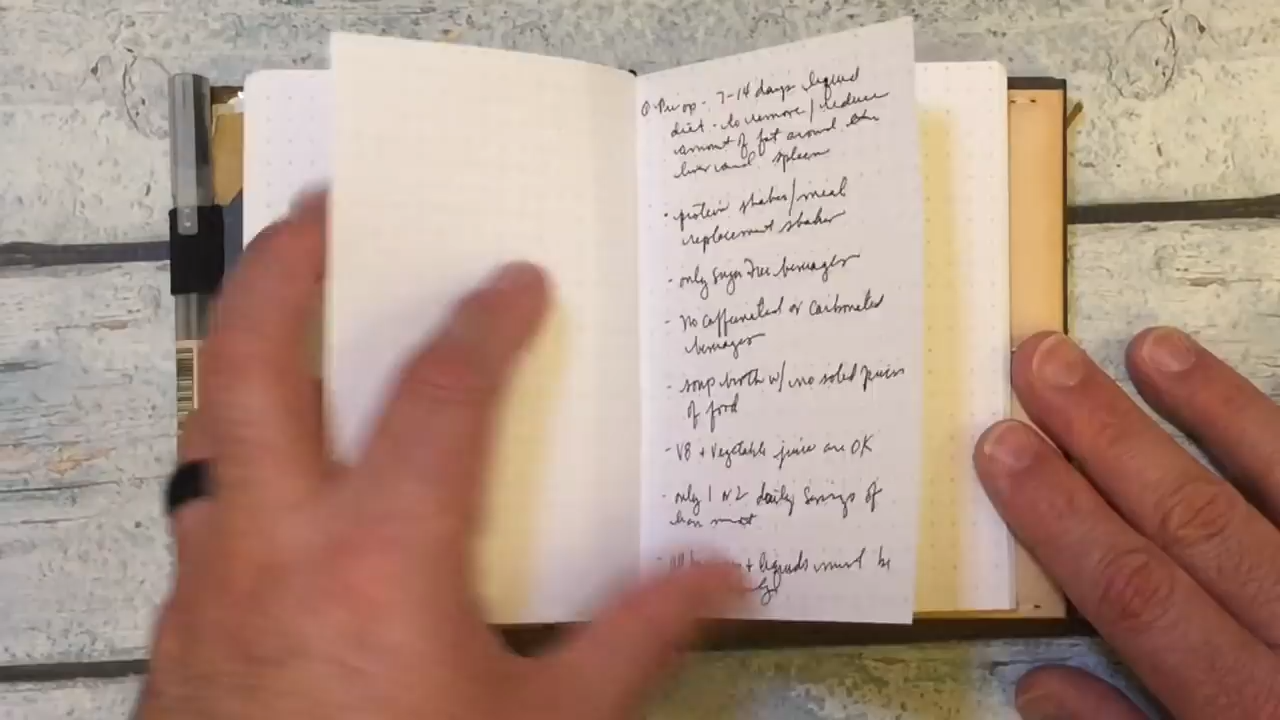 Pre op - 7-14 days liquid
diet - to remove/reduce
amount of fat around the
liver and spleen
- protein shakes/meal
replacement shakes
- only sugar free beverages
- No caffeinated or carbonated
beverages
- soup broth w/ no solid pieces
of food
- V8 + Vegetable juice are OK
- only 1 or 2 daily servings of
lean meat
liquids must be